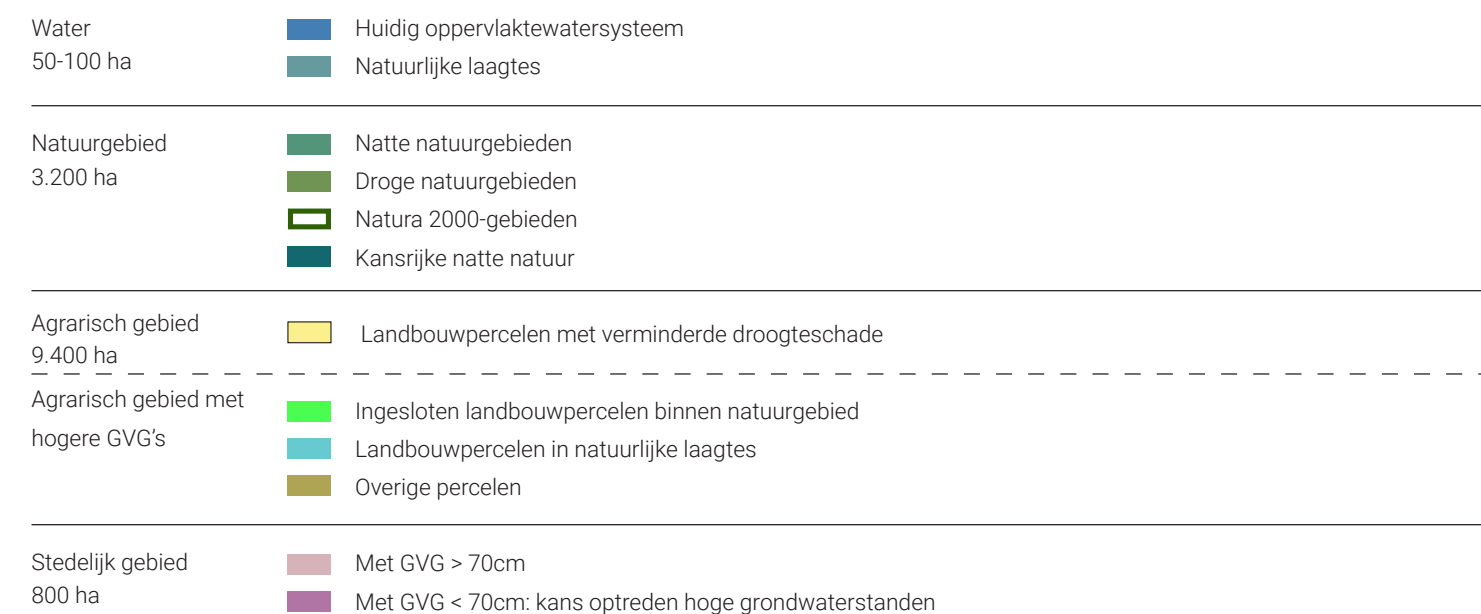 Water
50-100 ha
Huidig oppervlaktewatersysteem
Natuurlijke laagtes
Natuurgebied
3.200 ha
Natte natuurgebieden
Droge natuurgebieden
Natura 2000-gebieden
Kansrijke natte natuur
Agrarisch gebied
9.400 ha
Landbouwpercelen met verminderde droogteschade
Agrarisch gebied met
hogere GVG's
Ingesloten landbouwpercelen binnen natuurgebied
Landbouwpercelen in natuurlijke laagtes
Overige percelen
Stedelijk gebied
800 ha
Met GVG > 70cm
Met GVG < 70cm: kans optreden hoge grondwaterstanden